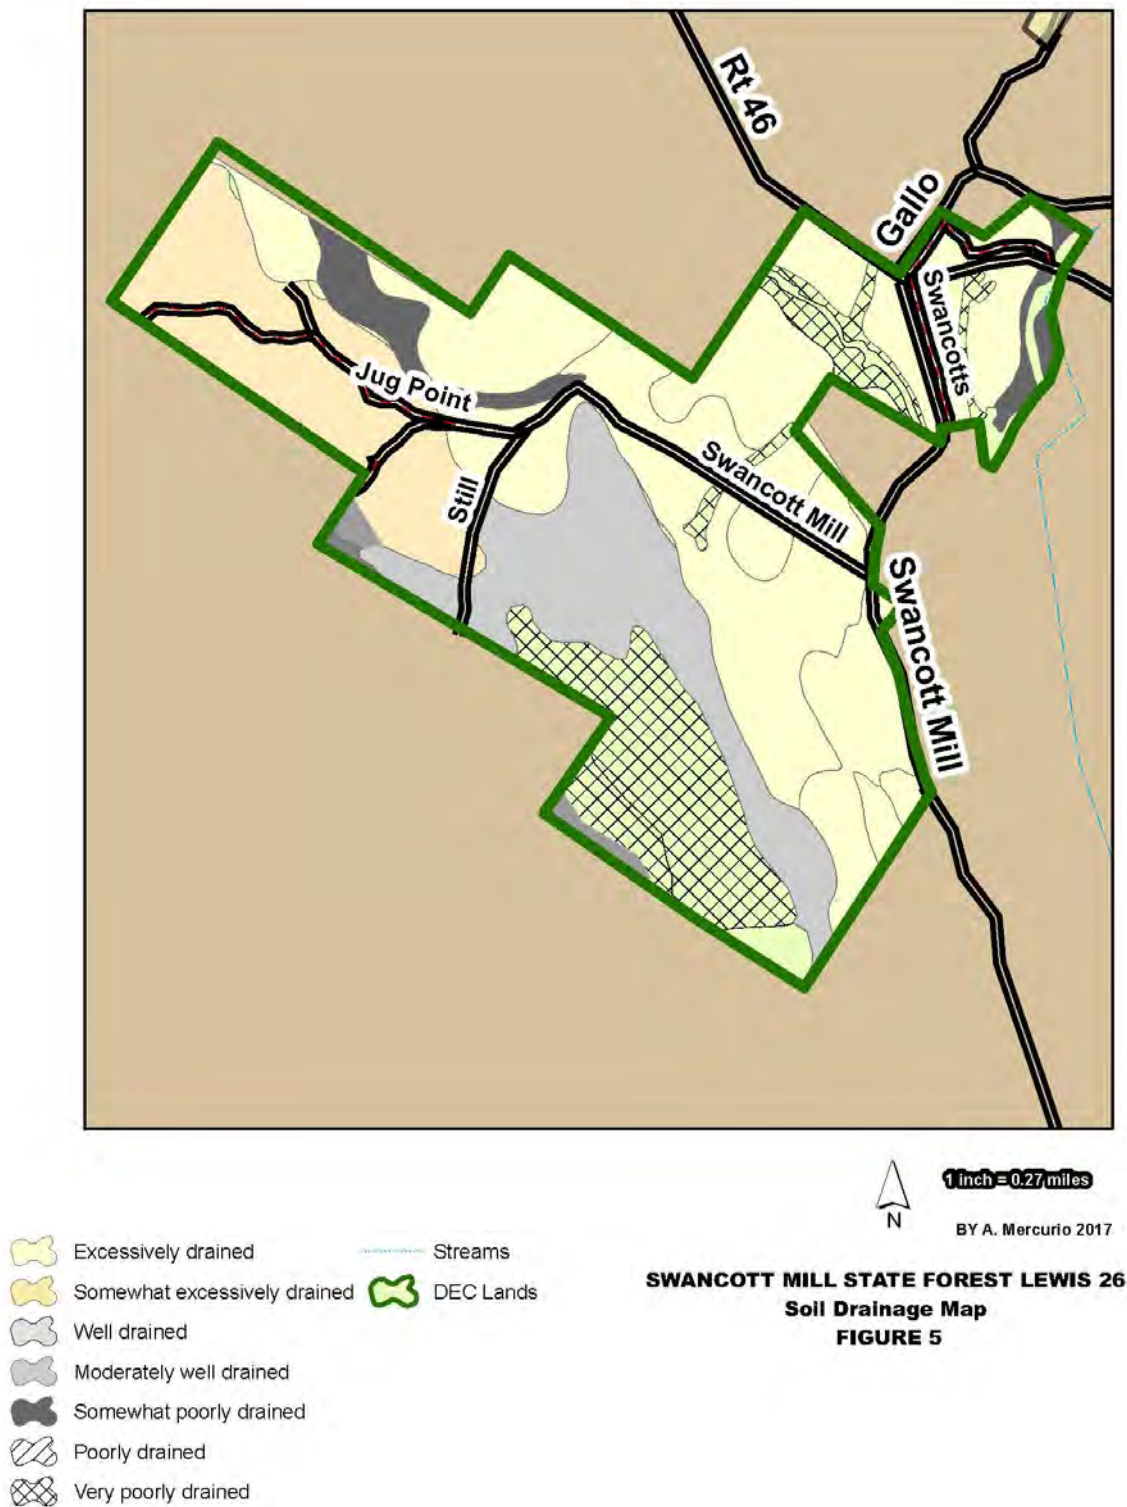 Rt 46
Gallo
Swancotts
Jug Point
Still
Swancott Mill
Swancott Mill
1 inch = 0.27 miles
N
BY A. Mercurio 2017
SWANCOTT MILL STATE FOREST LEWIS 26
Soil Drainage Map
FIGURE 5
Excessively drained
Somewhat excessively drained
Well drained
Moderately well drained
Somewhat poorly drained
Poorly drained
Very poorly drained
Streams
DEC Lands